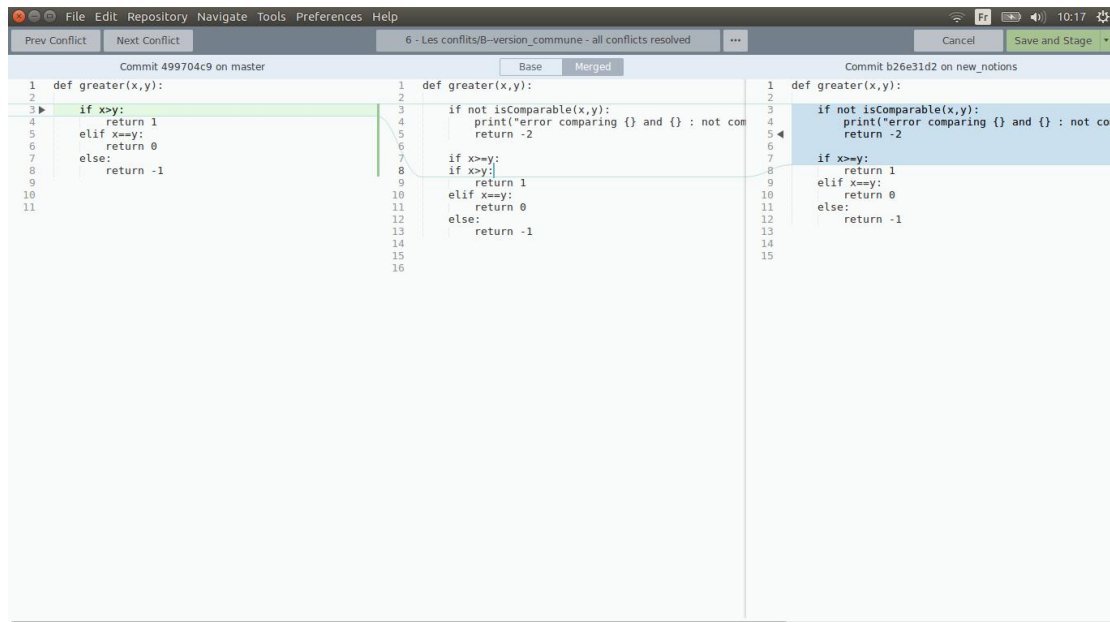 File Edit Repository Navigate Tools Preferences Help
Fr
10:17
Prev Conflict Next Conflict
6 - Les conflits/B--version_commune - all conflicts resolved
•••
Cancel
Save and Stage
Commit 499704c9 on master
Base Merged
Commit b26e31d2 on new_notions
1 def greater(x,y):
2
3 if x>y:
4 return 1
5 elif x==y:
6 return 0
7 else:
8 return -1
9
10
11
1 def greater(x,y):
2
3 if not isComparable(x,y):
4 print("error comparing {} and {} : not com
5 return -2
6
7 if x>=y:
8 if x>y:
9 return 1
10 elif x==y:
11 return 0
12 else:
13 return -1
14
15
16
1 def greater(x,y):
2
3 if not isComparable(x,y):
4 print("error comparing {} and {} : not co
5 return -2
6
7 if x>=y:
8 return 1
9 elif x==y:
10 return 0
11 else:
12 return -1
13
14
15